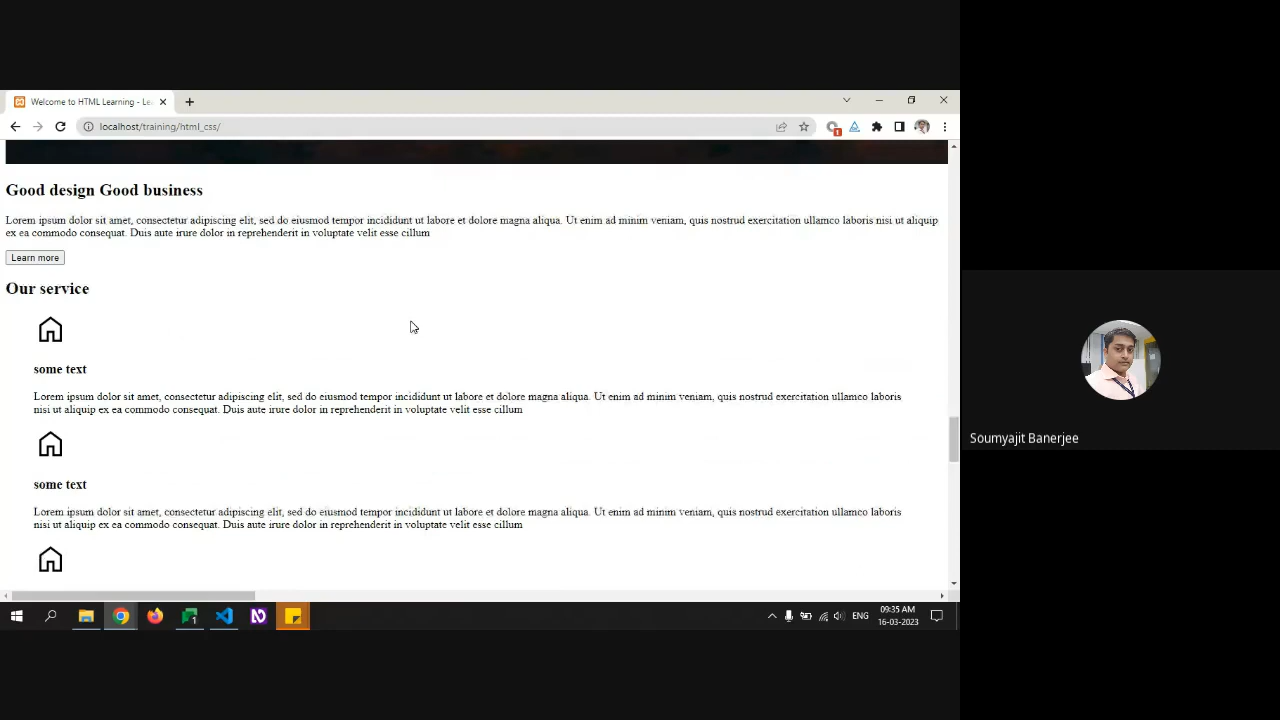 Welcome to HTML Learning - Le
localhost/training/html_css/
1
Good design Good business
Lorem ipsum dolor sit amet, consectetur adipiscing elit, sed do eiusmod tempor incididunt ut labore et dolore magna aliqua. Ut enim ad minim veniam, quis nostrud exercitation ullamco laboris nisi ut aliquip
ex ea commodo consequat. Duis aute irure dolor in reprehenderit in voluptate velit esse cillum
Learn more
Our service
some text
Lorem ipsum dolor sit amet, consectetur adipiscing elit, sed do eiusmod tempor incididunt ut labore et dolore magna aliqua. Ut enim ad minim veniam, quis nostrud exercitation ullamco laboris
nisi ut aliquip ex ea commodo consequat. Duis aute irure dolor in reprehenderit in voluptate velit esse cillum
some text
Lorem ipsum dolor sit amet, consectetur adipiscing elit, sed do eiusmod tempor incididunt ut labore et dolore magna aliqua. Ut enim ad minim veniam, quis nostrud exercitation ullamco laboris
nisi ut aliquip ex ea commodo consequat. Duis aute irure dolor in reprehenderit in voluptate velit esse cillum
ENG
09:35 AM
16-03-2023
Soumyajit Banerjee